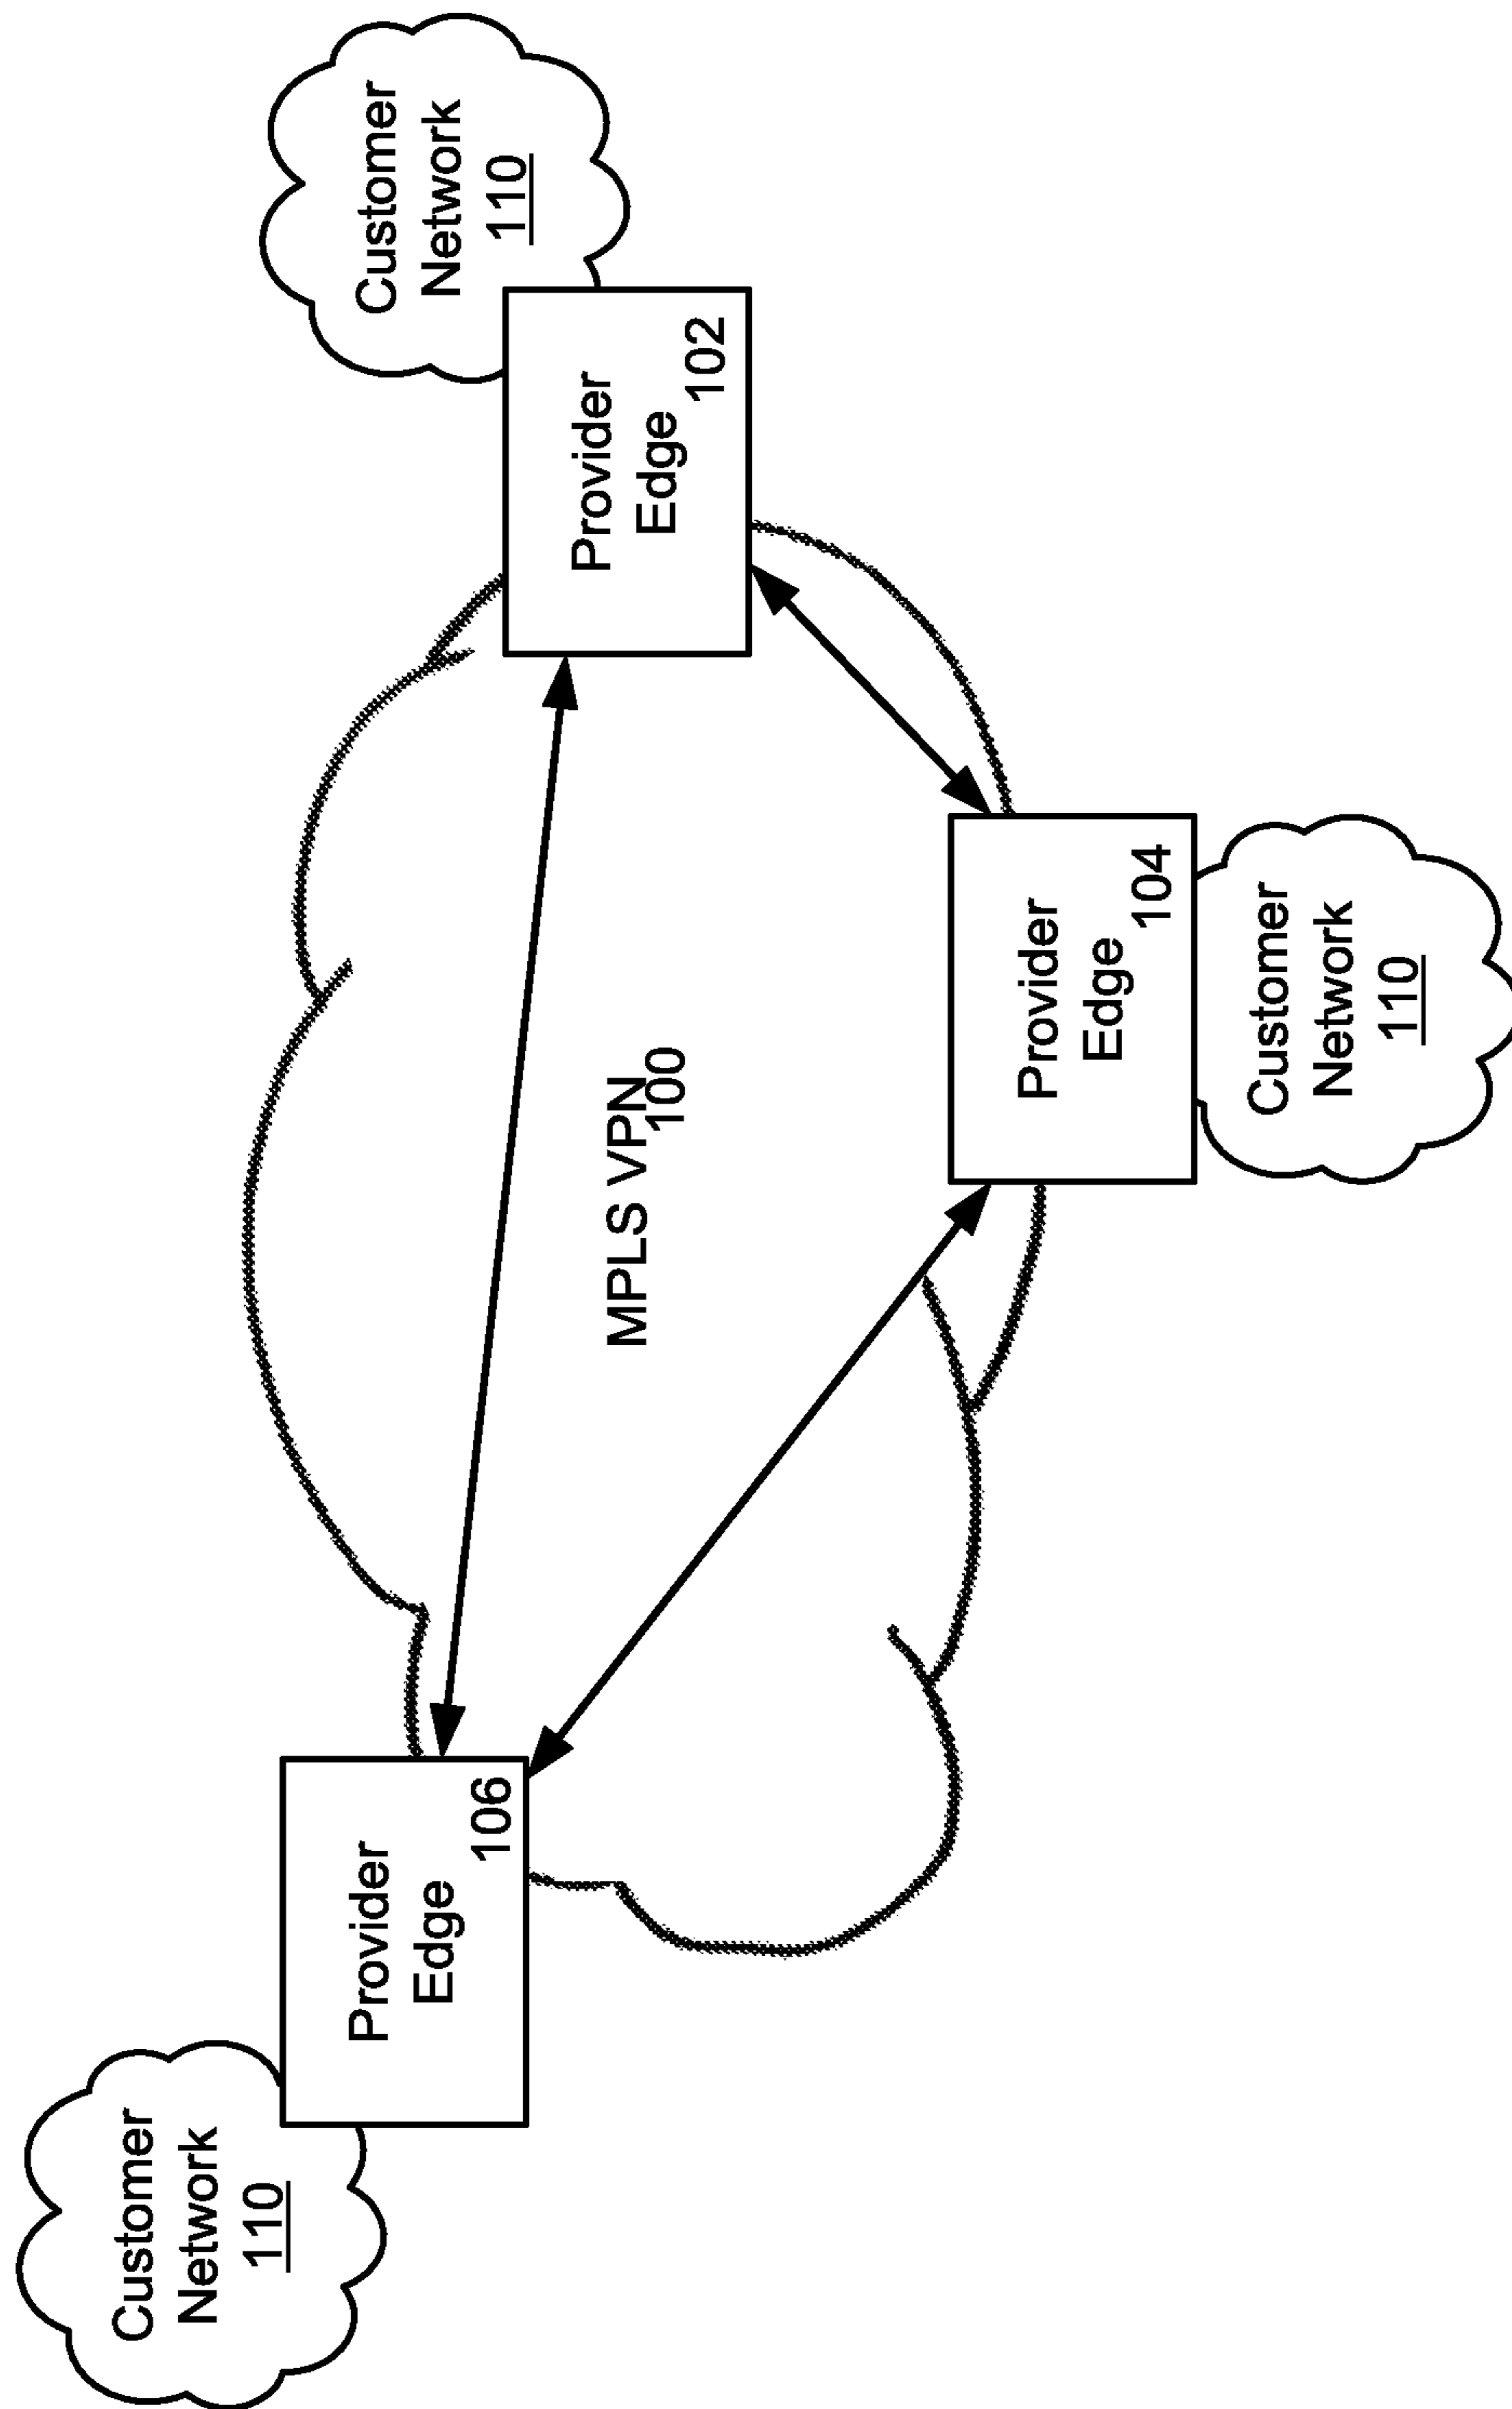 Customer
Network
110
Provider
Edge
106
Customer
Network
110
Provider
Edge
102
MPLS VPN
100
Provider
Edge
104
Customer
Network
110